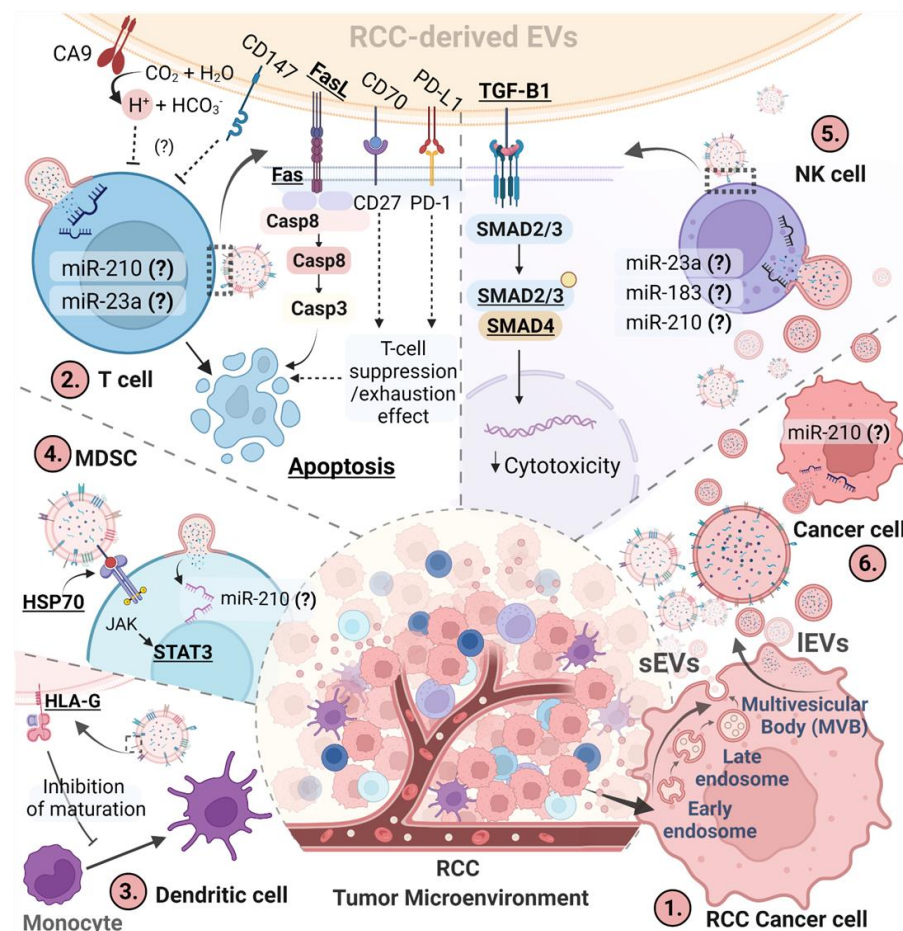 RCC-derived EVs
CA9
CO₂ + H₂O
H⁺ + HCO₃⁻
(?)
CD147
FasL
CD70
PD-L1
TGF-B1
Fas
CD27
PD-1
Casp8
Casp8
Casp3
T-cell
suppression
/exhaustion
effect
Apoptosis
miR-210 (?)
miR-23a (?)
2. T cell
SMAD2/3
SMAD2/3
SMAD4
↓ Cytotoxicity
5.
NK cell
miR-23a (?)
miR-183 (?)
miR-210 (?)
miR-210 (?)
Cancer cell
6.
4. MDSC
HSP70
JAK
STAT3
miR-210 (?)
HLA-G
Inhibition
of maturation
3. Dendritic cell
Monocyte
RCC
Tumor Microenvironment
sEVs
lEVs
Multivesicular
Body (MVB)
Late
endosome
Early
endosome
1. RCC Cancer cell